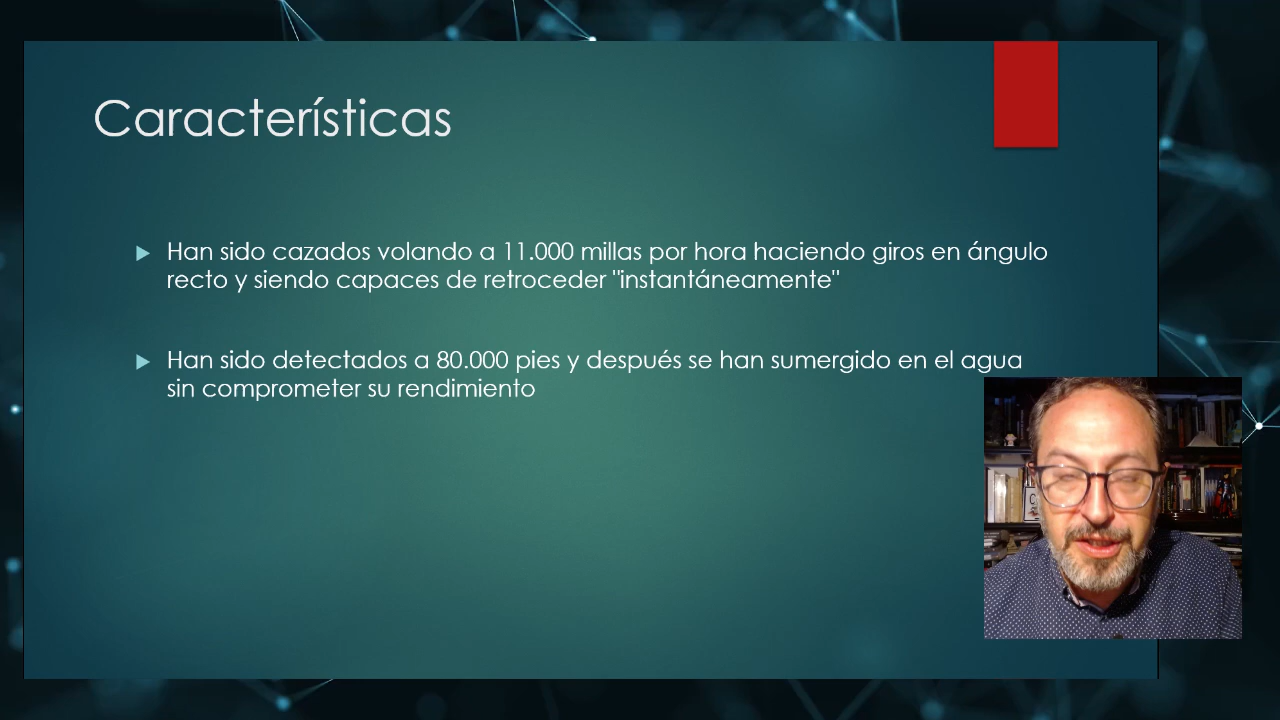 Características
Han sido cazados volando a 11.000 millas por hora haciendo giros en ángulo
recto y siendo capaces de retroceder "instantáneamente"
Han sido detectados a 80.000 pies y después se han sumergido en el agua
sin comprometer su rendimiento